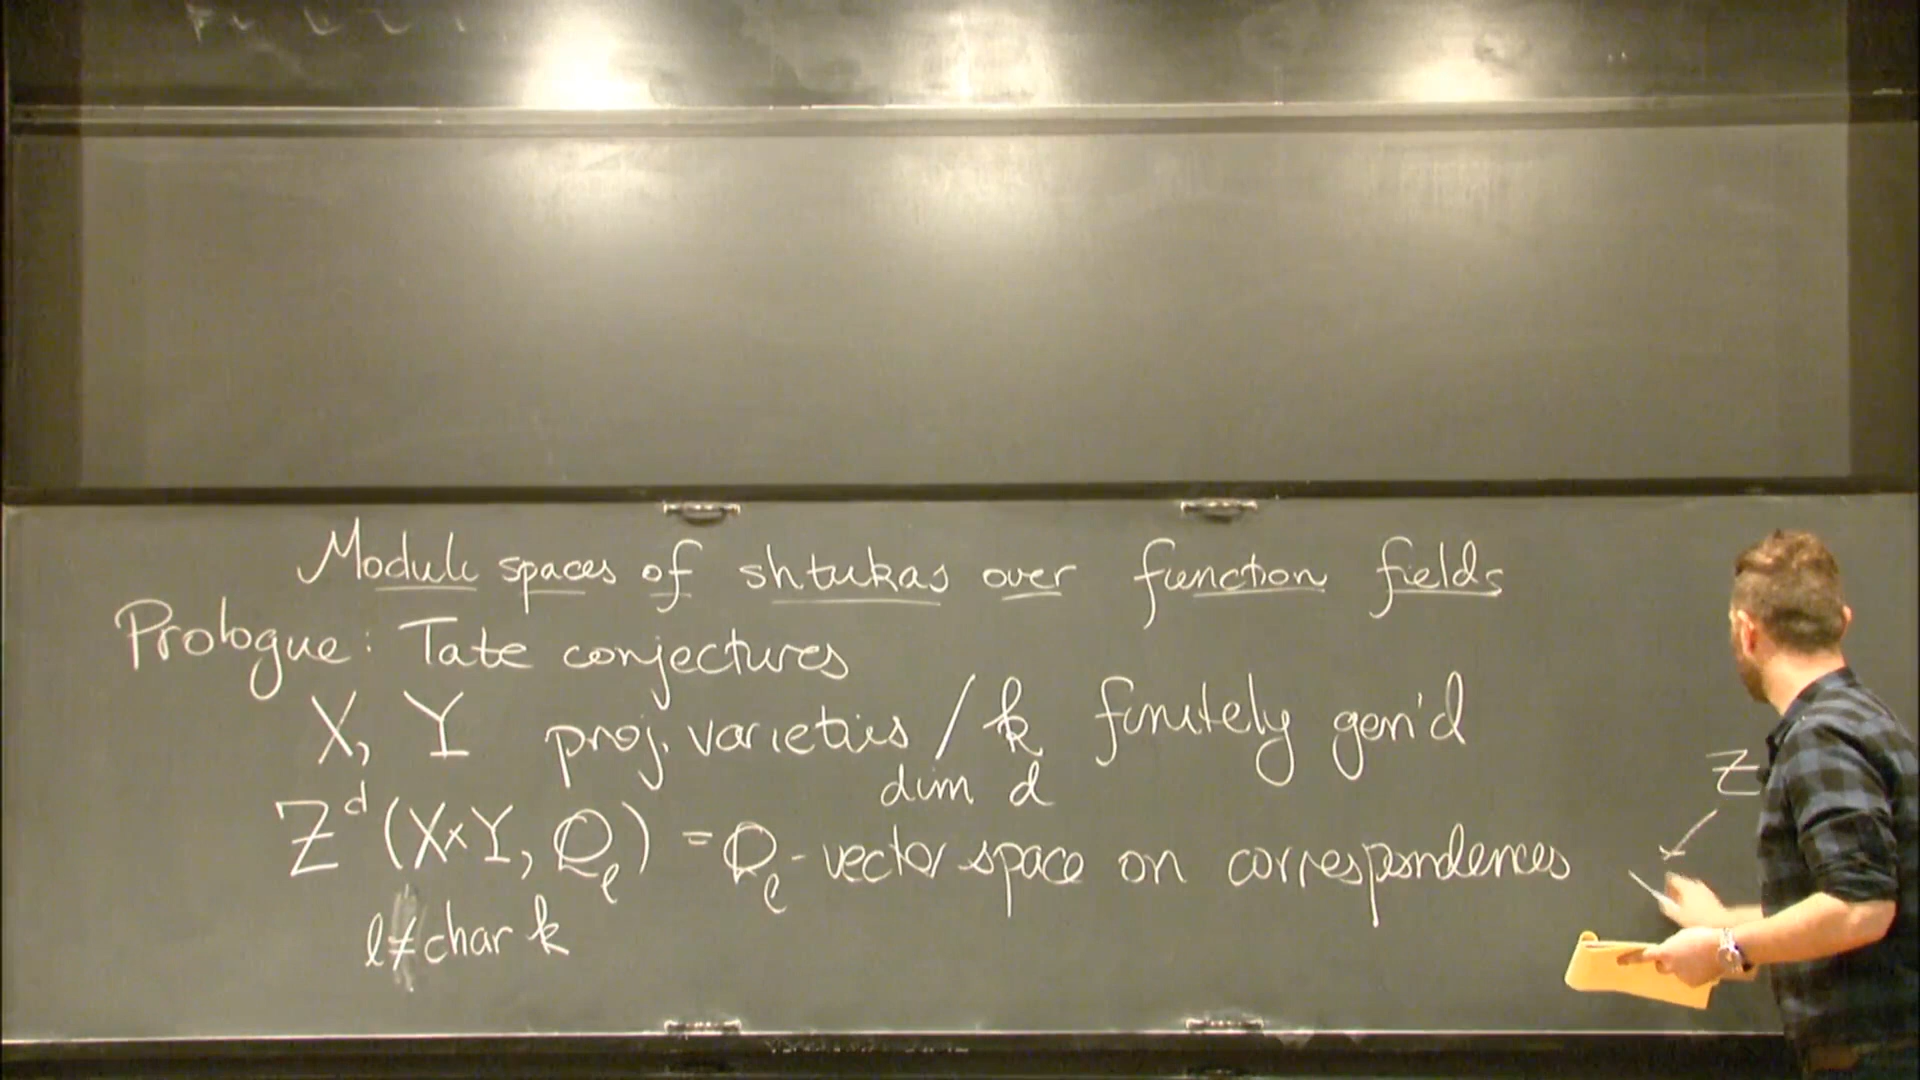 Moduli spaces of shtukas over function fields
Prologue: Tate conjectures
X, Y proj. varieties / k finitely gen'd
dim d
Z^d (X×Y, ℚ_ℓ) = ℚ_ℓ-vector space on correspondences
ℓ≠char k
Z